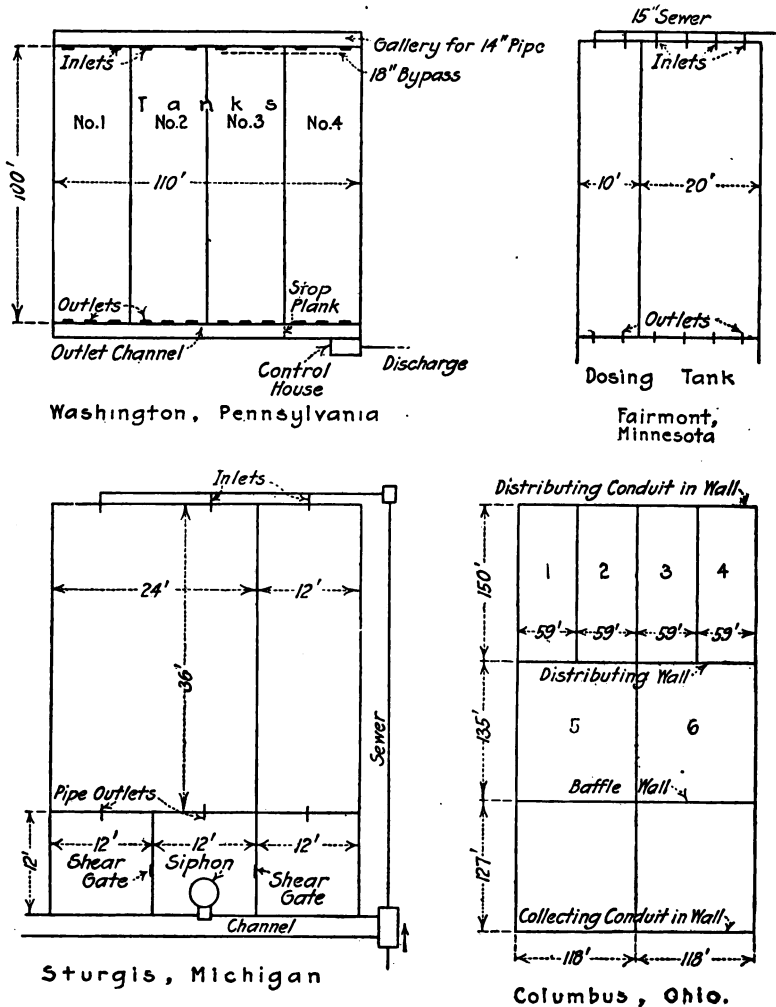 Gallery for 14" Pipe
Inlets
18" Bypass
Tanks
No.1 No.2 No.3 No.4
110'
100'
Outlets
Stop
Plank
Outlet Channel
Control
House
Discharge
Washington, Pennsylvania
15" Sewer
Inlets
10' 20'
Outlets
Dosing Tank
Fairmont,
Minnesota
Inlets
24' 12'
36'
Sewer
Pipe Outlets
12' 12' 12'
12'
Shear
Gate
Siphon
Shear
Gate
Channel
Sturgis, Michigan
Distributing Conduit in Wall
1 2 3 4
150'
59' 59' 59' 59'
Distributing Wall
5 6
135'
Baffle Wall
127'
Collecting Conduit in Wall
118' 118'
Columbus, Ohio.